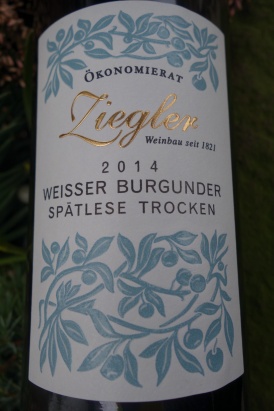 ÖKONOMIERAT
Ziegler
Weinbau seit 1821
2014
WEISSER BURGUNDER
SPÄTLESE TROCKEN